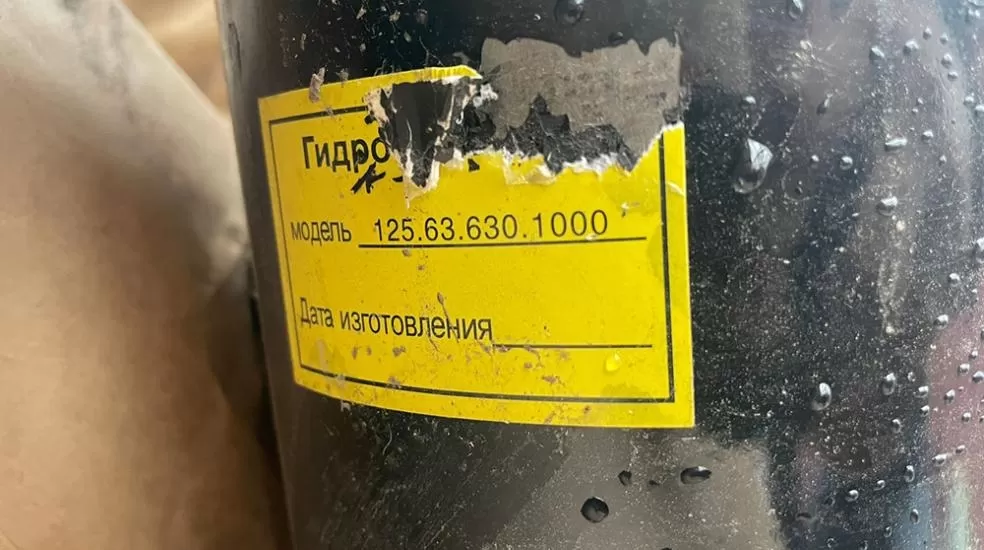 Гидро
модель 125.63.630.1000
Дата изготовления